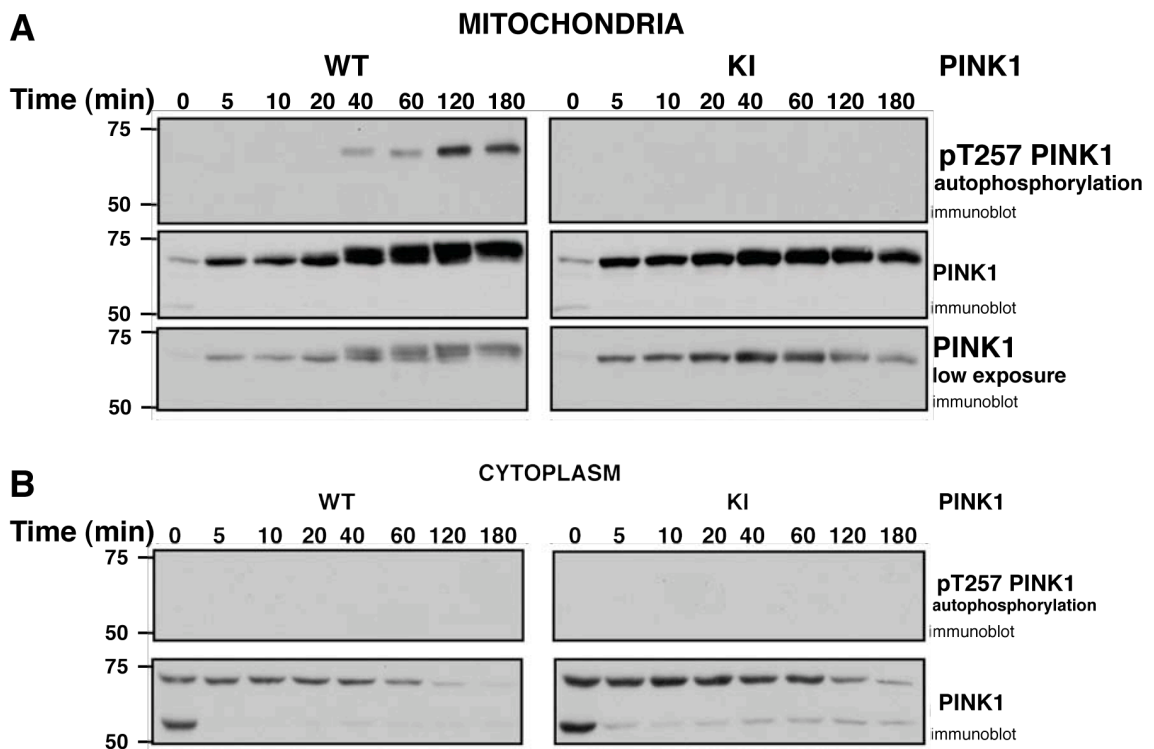 A
MITOCHONDRIA
WT KI PINK1
Time (min) 0 5 10 20 40 60 120 180 0 5 10 20 40 60 120 180
75
pT257 PINK1
autophosphorylation
50
immunoblot
75
PINK1
50
immunoblot
75
PINK1
low exposure
50
immunoblot
B
CYTOPLASM
WT KI PINK1
Time (min) 0 5 10 20 40 60 120 180 0 5 10 20 40 60 120 180
75
pT257 PINK1
autophosphorylation
50
immunoblot
75
PINK1
50
immunoblot